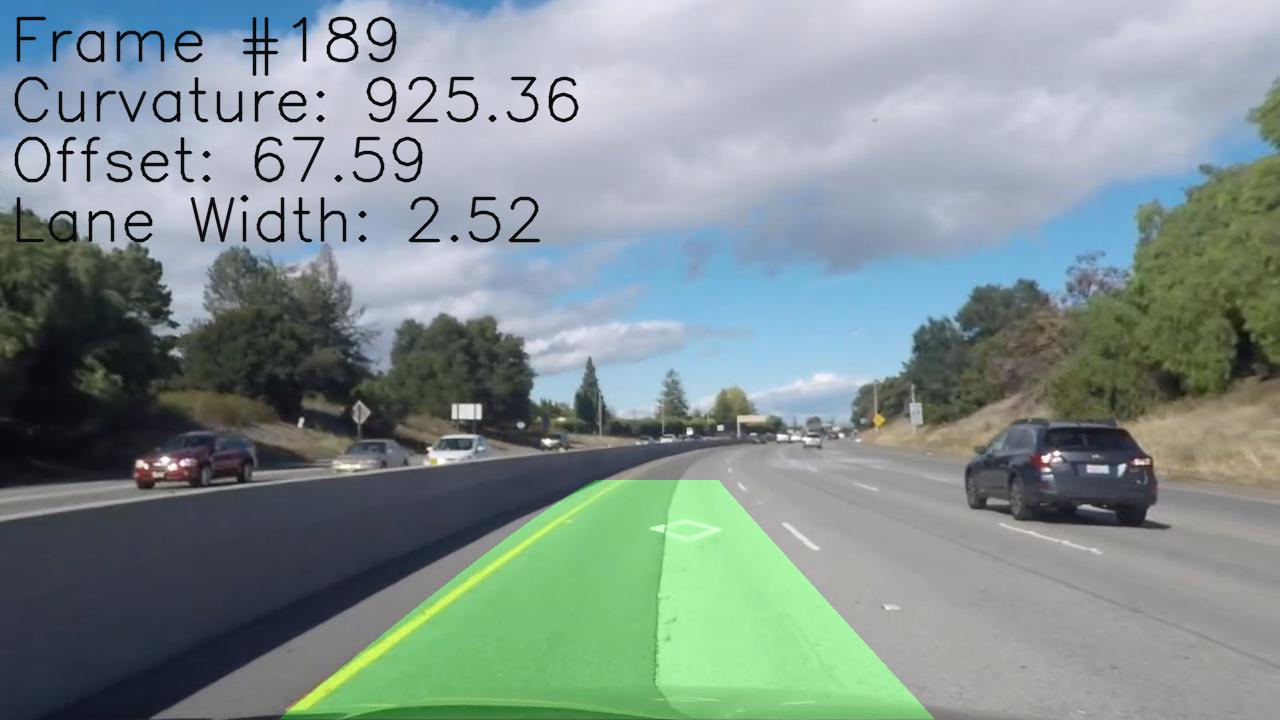 Frame #189
Curvature: 925.36
Offset: 67.59
Lane Width: 2.52